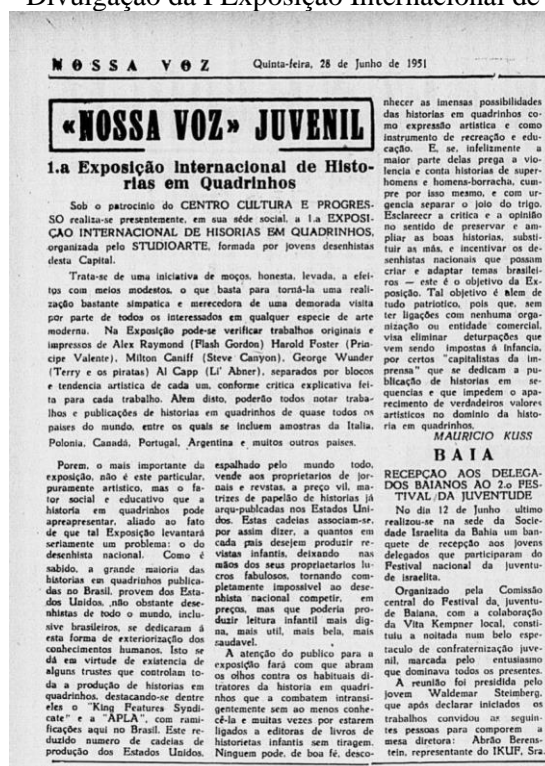 Divulgação da I Exposição Internacional de
NOSSA VOZ Quinta-feira, 28 de Junho de 1951
«NOSSA VOZ» JUVENIL
1.a Exposição Internacional de Histo-
rias em Quadrinhos
Sob o patrocinio do CENTRO CULTURA E PROGRES-
SO realiza-se presentemente, em sua séde social, a 1.a EXPOSI-
ÇÃO INTERNACIONAL DE HISORIAS EM QUADRINHOS,
organizada pelo STUDIOARTE, formada por jovens desenhistas
desta Capital.
Trata-se de uma iniciativa de moços, honesta, levada, a efei-
tos com meios modestos, o que basta para torná-la uma reali-
zação bastante simpatica e merecedora de uma demorada visita
por parte de todos os interessados em qualquer especie de arte
moderna. Na Exposição pode-se verificar trabalhos originais e
impressos de Alex Raymond (Flash Gordon) Harold Foster (Prin-
cipe Valente), Milton Caniff (Steve Canyon), George Wunder
(Terry e os piratas) Al Capp (Li' Abner), separados por blocos
e tendencia artistica de cada um, conforme critica explicativa fei-
ta para cada trabalho. Alem disto, poderão todos notar traba-
lhos e publicações de historias em quadrinhos de quase todos os
paises do mundo, entre os quais se incluem amostras da Italia,
Polonia, Canadá, Portugal, Argentina e muitos outros paises.
Porem, o mais importante da
exposição, não é este particular,
puramente artistico, mas o fa-
tor social e educativo que a
historia em quadrinhos pode
apreapresentar, aliado ao fato
de que tal Exposição levantará
seriamente um problema: o do
desenhista nacional. Como é
sabido, a grande maioria das
historias em quadrinhos publica-
das no Brasil, provem dos Esta-
dos Unidos, não obstante dese-
nhistas de todo o mundo, inclu-
sive brasileiros, se dedicaram á
esta forma de exteriorização dos
conhecimentos humanos. Isto se
dá em virtude de existencia de
alguns trustes que controlam to-
da a produção de historias em
quadrinhos, destacando-se dentre
eles o "King Features Syndi-
cate" e a "APLA", com rami-
ficações aqui no Brasil. Este re-
duzido numero de cadeias de
produção dos Estados Unidos,
espalhado pelo mundo todo,
vende aos proprietarios de jor-
nais e revstas, a preço vil, ma-
trizes de papelão de historias já
arqu-publcadas nos Estados Uni-
dos. Estas cadeias associam-se,
por assim dizer, a quantos em
cada pais desejem produzir re-
vistas infantis, deixando nas
mãos dos seus proprietarios lu-
cros fabulosos, tornando com-
pletamente impossivel ao dese-
nhista nacional competir, em
preços, mas que poderia pro-
duzir leitura infantil mais dig-
na, mais util, mais bela, mais
saudavel.
A atenção do publico para a
exposição fará com que abram
os olhos contra os habituais di-
tratores da historia em quadri-
nhos que a combatem intransi-
gentemente sem ao menos conhe-
cê-la e muitas vezes por estarem
ligados a editoras de livros de
historietas infantis sem tiragem.
Ninguem pode, de boa fé, desco-
nhecer as imensas possibilidades
das historias em quadrinhos co-
mo expressão artistica e como
instrumento de recreação e edu-
cação. E, se, infelizmente a
maior parte delas prega a vio-
lencia e conta historias de super-
homens e homens-borracha, cum-
pre por isso mesmo, e com ur-
gencia separar o joio do trigo.
Esclarecer a critica e a opinião
no sentido de preservar e am-
pliar as boas historias, substi-
tuir as más, e incentivar os de-
senhistas nacionais que possam
criar e adaptar temas brasilei-
ros — este é o objetivo da Ex-
posição. Tal objetivo é alem de
tudo patriotico, pois que, sem
ter ligações com nenhuma orga-
nização ou entidade comercial,
visa eliminar deturpações que
vem sendo impostas á infancia,
por certos "capitalistas da im-
prensa" que se dedicam a pu-
blicação de historias em se-
quencias e que impedem o apa-
recimento de verdadeiros valores
artisticos no dominio da histo-
ria em quadrinhos.
MAURICIO KUSS
BAIA
RECEPÇÃO AOS DELEGA-
DOS BAIANOS AO 2.o FES-
TIVAL DA JUVENTUDE
No dia 12 de Junho ultimo
realizou-se na sede da Socie-
dade Israelita da Bahia um ban-
quete de recepção aos jovens
delegados que participaram do
Festival nacional da juventu-
de israelita.
Organizado pela Comissão
central do Festival da juventu-
de Baiana, com a colaboração
da Vita Kempner local, consti-
tuiu a noitada num belo espe-
taculo de confraternização juve-
nil, marcada pelo entusiasmo
que dominava todos os presentes.
A reunião foi presidida pelo
jovem Waldemar Steimberg,
que após declarar iniciados os
trabalhos convidou as seguin-
tes pessoas para comporem a
mesa diretora: Abrão Berens-
tein, representante do IKUF, Sra.